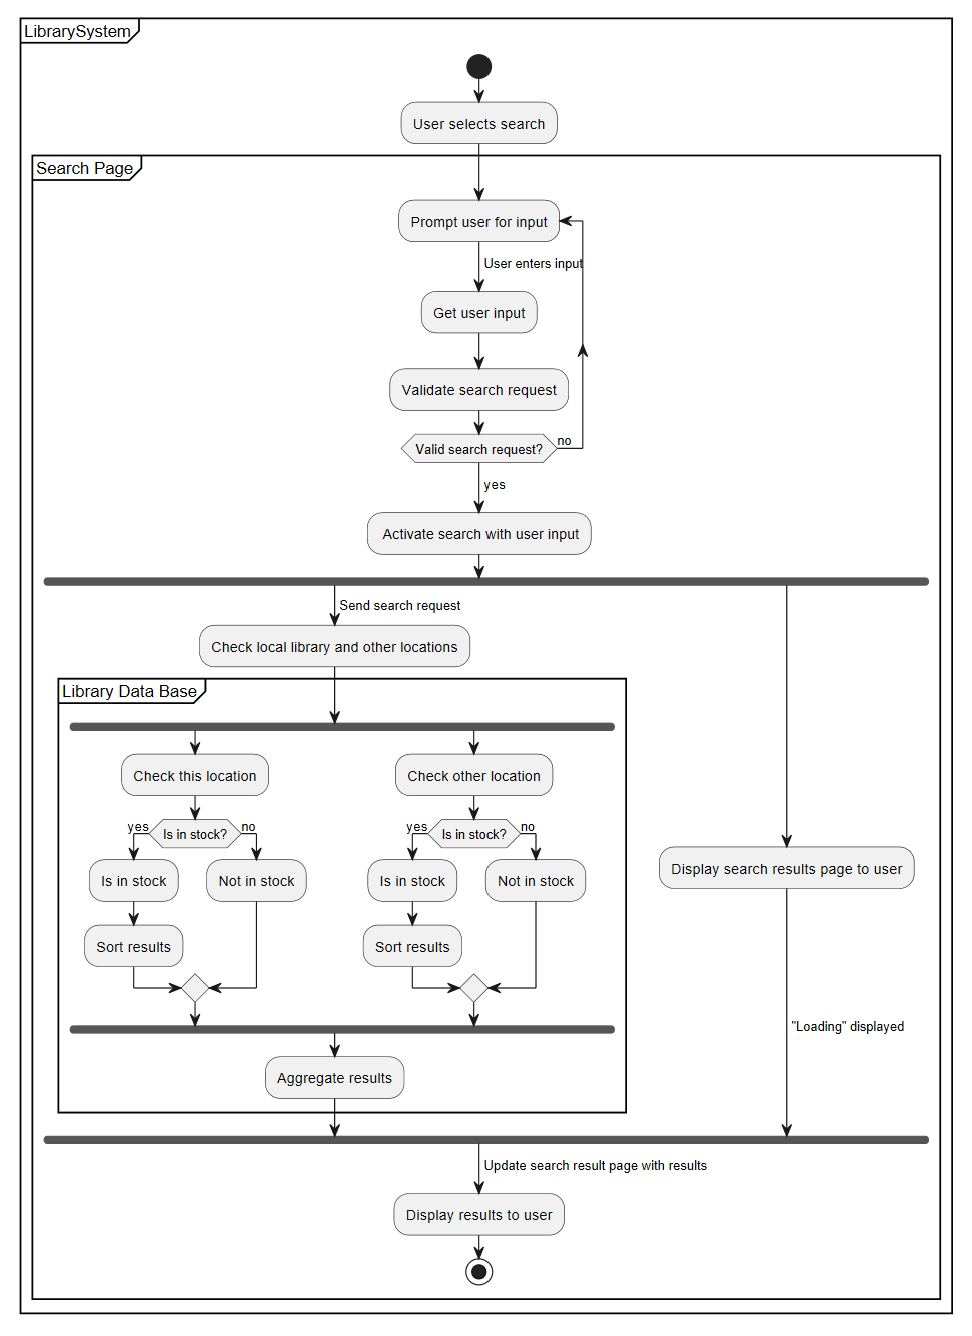 LibrarySystem
User selects search
Search Page
Prompt user for input
User enters input
Get user input
Validate search request
Valid search request?
no
yes
Activate search with user input
Send search request
Check local library and other locations
Library Data Base
Check this location
Check other location
yes
Is in stock?
no
yes
Is in stock?
no
Is in stock
Not in stock
Is in stock
Not in stock
Display search results page to user
Sort results
Sort results
"Loading" displayed
Aggregate results
Update search result page with results
Display results to user